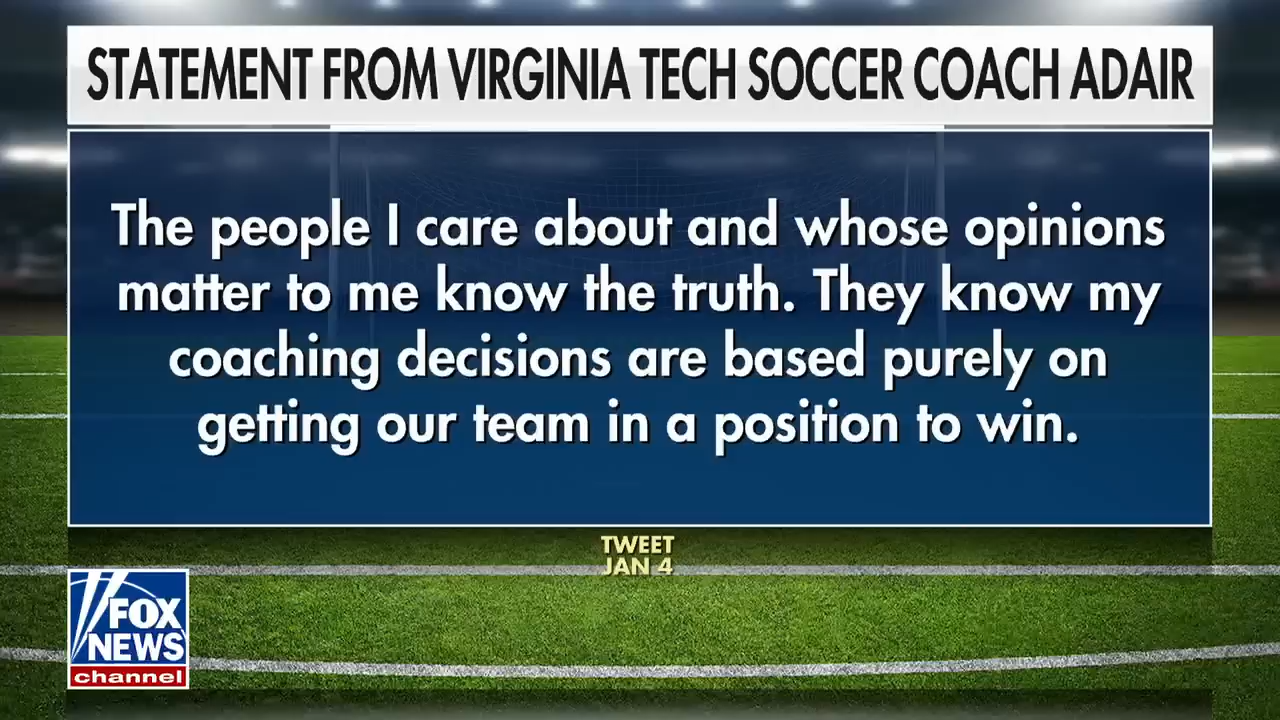 STATEMENT FROM VIRGINIA TECH SOCCER COACH ADAIR
The people I care about and whose opinions
matter to me know the truth. They know my
coaching decisions are based purely on
getting our team in a position to win.
TWEET
JAN 4
FOX
NEWS
channel